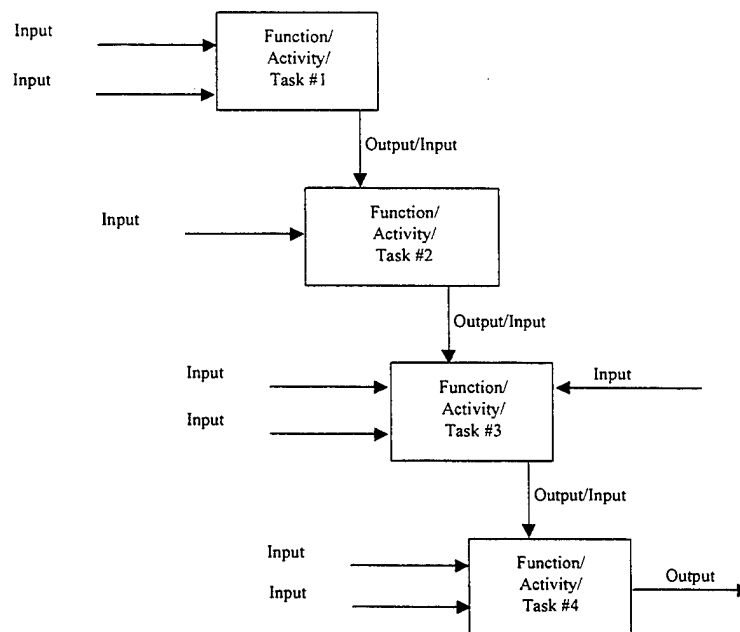 Input
Input
Function/
Activity/
Task #1
Output/Input
Input
Function/
Activity/
Task #2
Output/Input
Input
Input
Function/
Activity/
Task #3
Input
Output/Input
Input
Input
Function/
Activity/
Task #4
Output